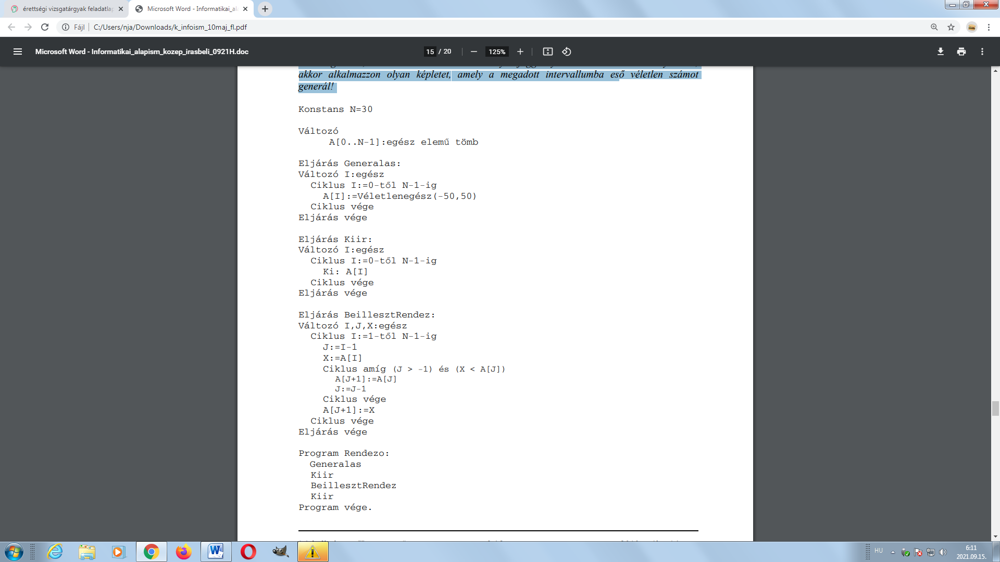 érettségi vizsgatárgyak feladatlap
Microsoft Word - Informatikai_ala
Fájl
C:/Users/nja/Downloads/k_infoism_10maj_fl.pdf
Microsoft Word - Informatikai_alapism_kozep_irasbeli_0921H.doc
15 / 20
125%
akkor alkalmazzon olyan képletet, amely a megadott intervallumba eső véletlen számot
generál!
Konstans N=30
Változó
A[0..N-1]:egész elemű tömb
Eljárás Generalas:
Változó I:egész
Ciklus I:=0-től N-1-ig
A[I]:=Véletlenegész(-50,50)
Ciklus vége
Eljárás vége
Eljárás Kiir:
Változó I:egész
Ciklus I:=0-től N-1-ig
Ki: A[I]
Ciklus vége
Eljárás vége
Eljárás BeillesztRendez:
Változó I,J,X:egész
Ciklus I:=1-től N-1-ig
J:=I-1
X:=A[I]
Ciklus amíg (J > -1) és (X < A[J])
A[J+1]:=A[J]
J:=J-1
Ciklus vége
A[J+1]:=X
Ciklus vége
Eljárás vége
Program Rendezo:
Generalas
Kiir
BeillesztRendez
Kiir
Program vége.
HU
6:11
2021.09.15.